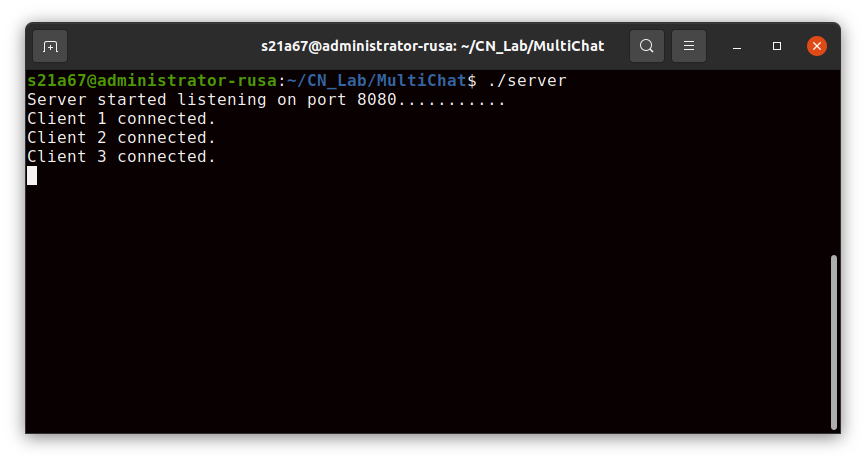 s21a67@administrator-rusa: ~/CN_Lab/MultiChat
s21a67@administrator-rusa:~/CN_Lab/MultiChat$ ./server
Server started listening on port 8080...........
Client 1 connected.
Client 2 connected.
Client 3 connected.